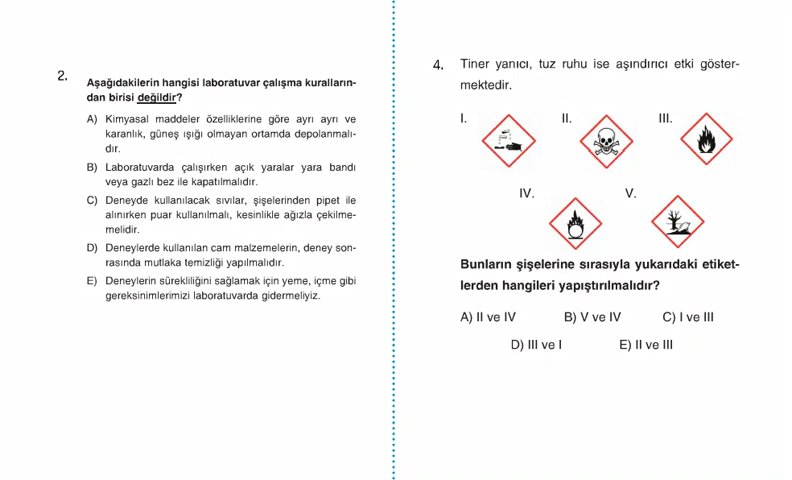 2.
Aşağıdakilerin hangisi laboratuvar çalışma kuralların-
dan birisi değildir?
A) Kimyasal maddeler özelliklerine göre ayrı ayrı ve
karanlık, güneş ışığı olmayan ortamda depolanmalı-
dır.
B) Laboratuvarda çalışırken açık yaralar yara bandı
veya gazlı bez ile kapatılmalıdır.
C) Deneyde kullanılacak sıvılar, şişelerinden pipet ile
alınırken puar kullanılmalı, kesinlikle ağızla çekilme-
melidir.
D) Deneylerde kullanılan cam malzemelerin, deney son-
rasında mutlaka temizliği yapılmalıdır.
E) Deneylerin sürekliliğini sağlamak için yeme, içme gibi
gereksinimlerimizi laboratuvarda gidermeliyiz.
4. Tiner yanıcı, tuz ruhu ise aşındırıcı etki göster-
mektedir.
I. II. III.
IV. V.
Bunların şişelerine sırasıyla yukarıdaki etiket-
lerden hangileri yapıştırılmalıdır?
A) II ve IV B) V ve IV C) I ve III
D) III ve I E) II ve III